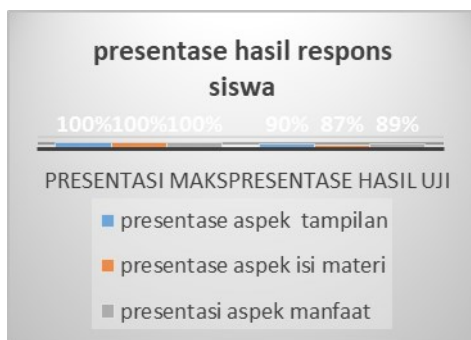 presentase hasil respons
siswa
100%100%100% 90% 87% 89%
PRESENTASI MAKSPRESENTASE HASIL UJI
presentase aspek tampilan
presentase aspek isi materi
presentasi aspek manfaat